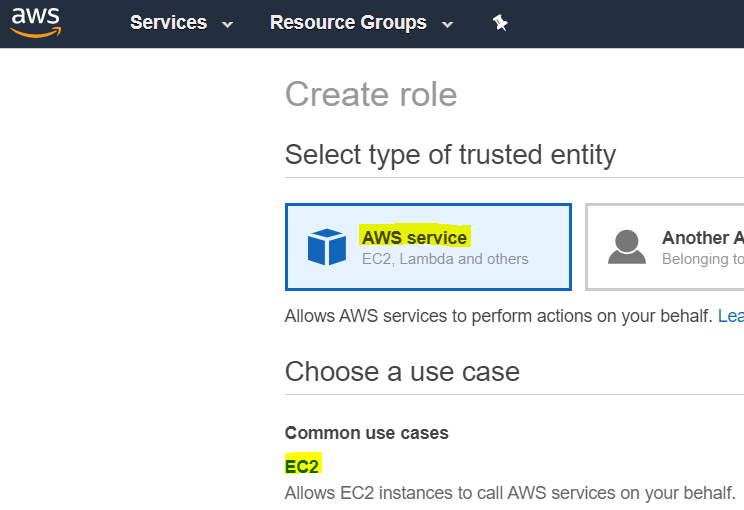 aws Services Resource Groups
Create role
Select type of trusted entity
AWS service
EC2, Lambda and others
Another A
Belonging to
Allows AWS services to perform actions on your behalf. Lea
Choose a use case
Common use cases
EC2
Allows EC2 instances to call AWS services on your behalf.